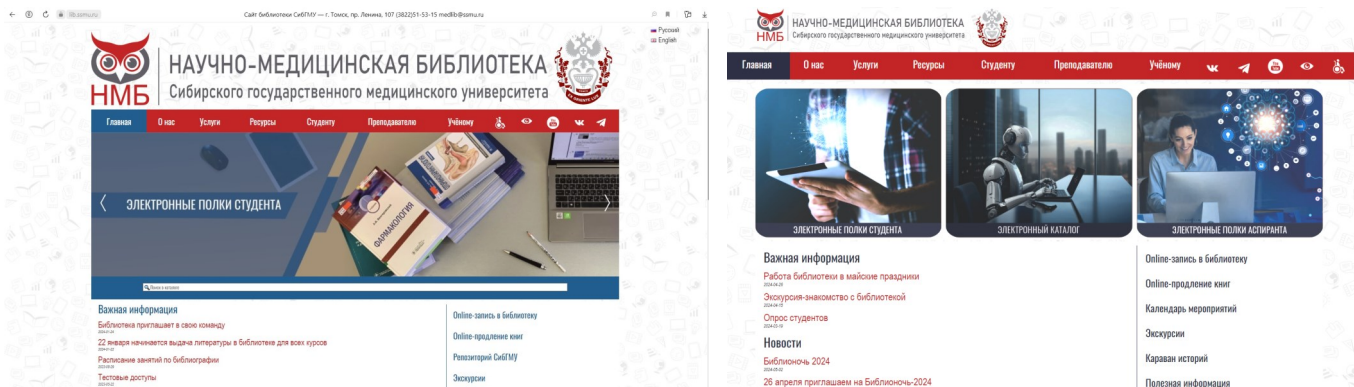 lib.ssmu.ru
Сайт библиотеки СибГМУ — г. Томск, пр. Ленина, 107 (3822)51-53-15 medlib@ssmu.ru
Русский
English
НМБ
НАУЧНО-МЕДИЦИНСКАЯ БИБЛИОТЕКА
Сибирского государственного медицинского университета
Главная О нас Услуги Ресурсы Студенту Преподавателю Учёному
ЭЛЕКТРОННЫЕ ПОЛКИ СТУДЕНТА
ФАРМАКОЛОГИЯ
Поиск в каталоге
Важная информация
Библиотека приглашает в свою команду
22 января начинается выдача литературы в библиотеке для всех курсов
Расписание занятий по библиографии
Тестовые доступы
Online-запись в библиотеку
Online-продление книг
Репозиторий СибГМУ
Экскурсии
НМБ
НАУЧНО-МЕДИЦИНСКАЯ БИБЛИОТЕКА
Сибирского государственного медицинского университета
Главная О нас Услуги Ресурсы Студенту Преподавателю Учёному
ЭЛЕКТРОННЫЕ ПОЛКИ СТУДЕНТА
ЭЛЕКТРОННЫЙ КАТАЛОГ
ЭЛЕКТРОННЫЕ ПОЛКИ АСПИРАНТА
Важная информация
Работа библиотеки в майские праздники
Экскурсия-знакомство с библиотекой
Опрос студентов
Новости
Библионочь 2024
26 апреля приглашаем на Библионочь-2024
Online-запись в библиотеку
Online-продление книг
Календарь мероприятий
Экскурсии
Караван историй
Полезная информация